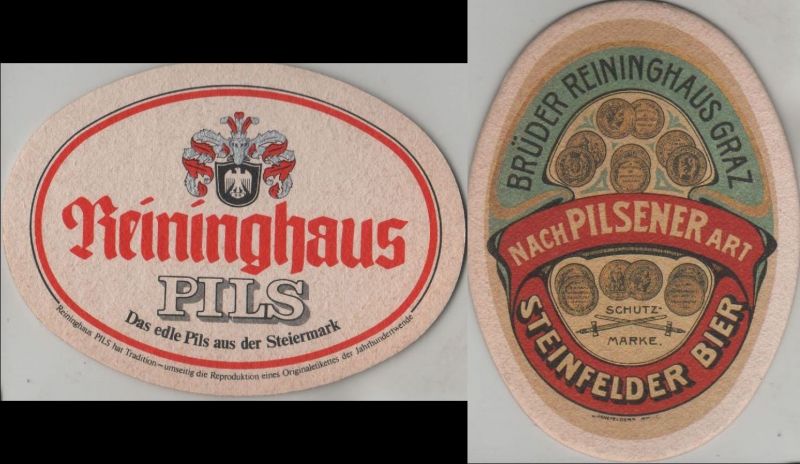 Reininghaus
PILS
Das edle Pils aus der Steiermark
Reininghaus PILS hat Tradition – umseitig die Reproduktion eines Originaletikettes der Jahrhundertwende
BRÜDER REININGHAUS GRAZ
NACH PILSENER ART
SCHUTZ-
MARKE.
STEINFELDER BIER